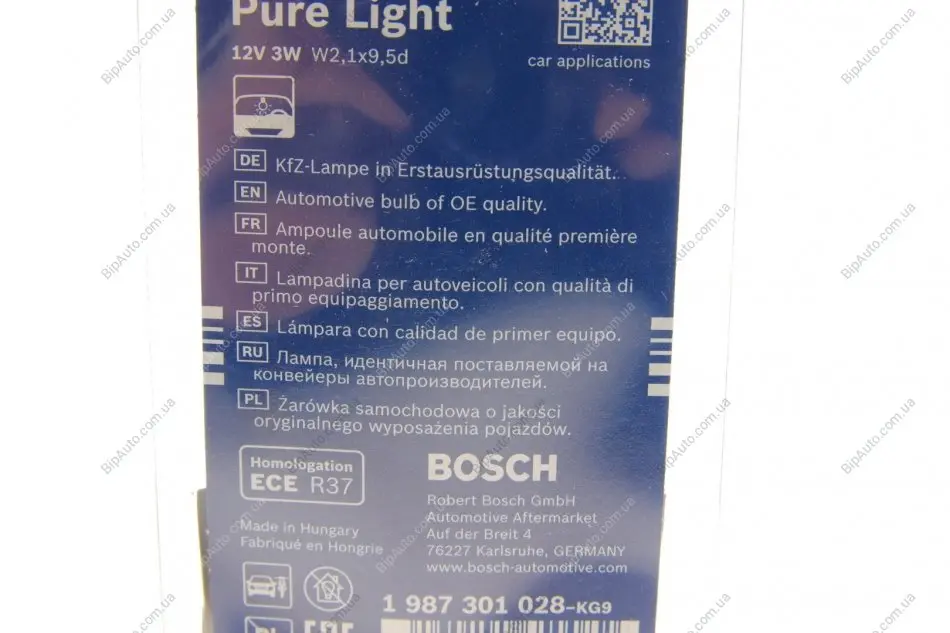 Pure Light
12V 3W W2,1x9,5d
car applications
DE KfZ-Lampe in Erstausrüstungsqualität.
EN Automotive bulb of OE quality.
FR Ampoule automobile en qualité première
monte.
IT Lampadina per autoveicoli con qualità di
primo equipaggiamento.
ES Lámpara con calidad de primer equipo.
RU Лампа, идентичная поставляемой на
конвейеры автопроизводителей.
PL Żarówka samochodowa o jakości
oryginalnego wyposażenia pojazdów.
Homologation
ECE R37
BOSCH
Robert Bosch GmbH
Automotive Aftermarket
Auf der Breit 4
76227 Karlsruhe, GERMANY
www.bosch-automotive.com
Made in Hungary
Fabriqué en Hongrie
1 987 301 028-KG9
BipAuto.com.ua